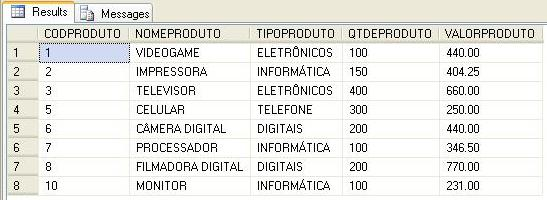 Results Messages
CODPRODUTO NOMEPRODUTO TIPOPRODUTO QTDEPRODUTO VALORPRODUTO
1 1 VIDEOGAME ELETRÔNICOS 100 440.00
2 2 IMPRESSORA INFORMÁTICA 150 404.25
3 3 TELEVISOR ELETRÔNICOS 400 660.00
4 5 CELULAR TELEFONE 300 250.00
5 6 CÂMERA DIGITAL DIGITAIS 200 440.00
6 7 PROCESSADOR INFORMÁTICA 100 346.50
7 8 FILMADORA DIGITAL DIGITAIS 200 770.00
8 10 MONITOR INFORMÁTICA 100 231.00